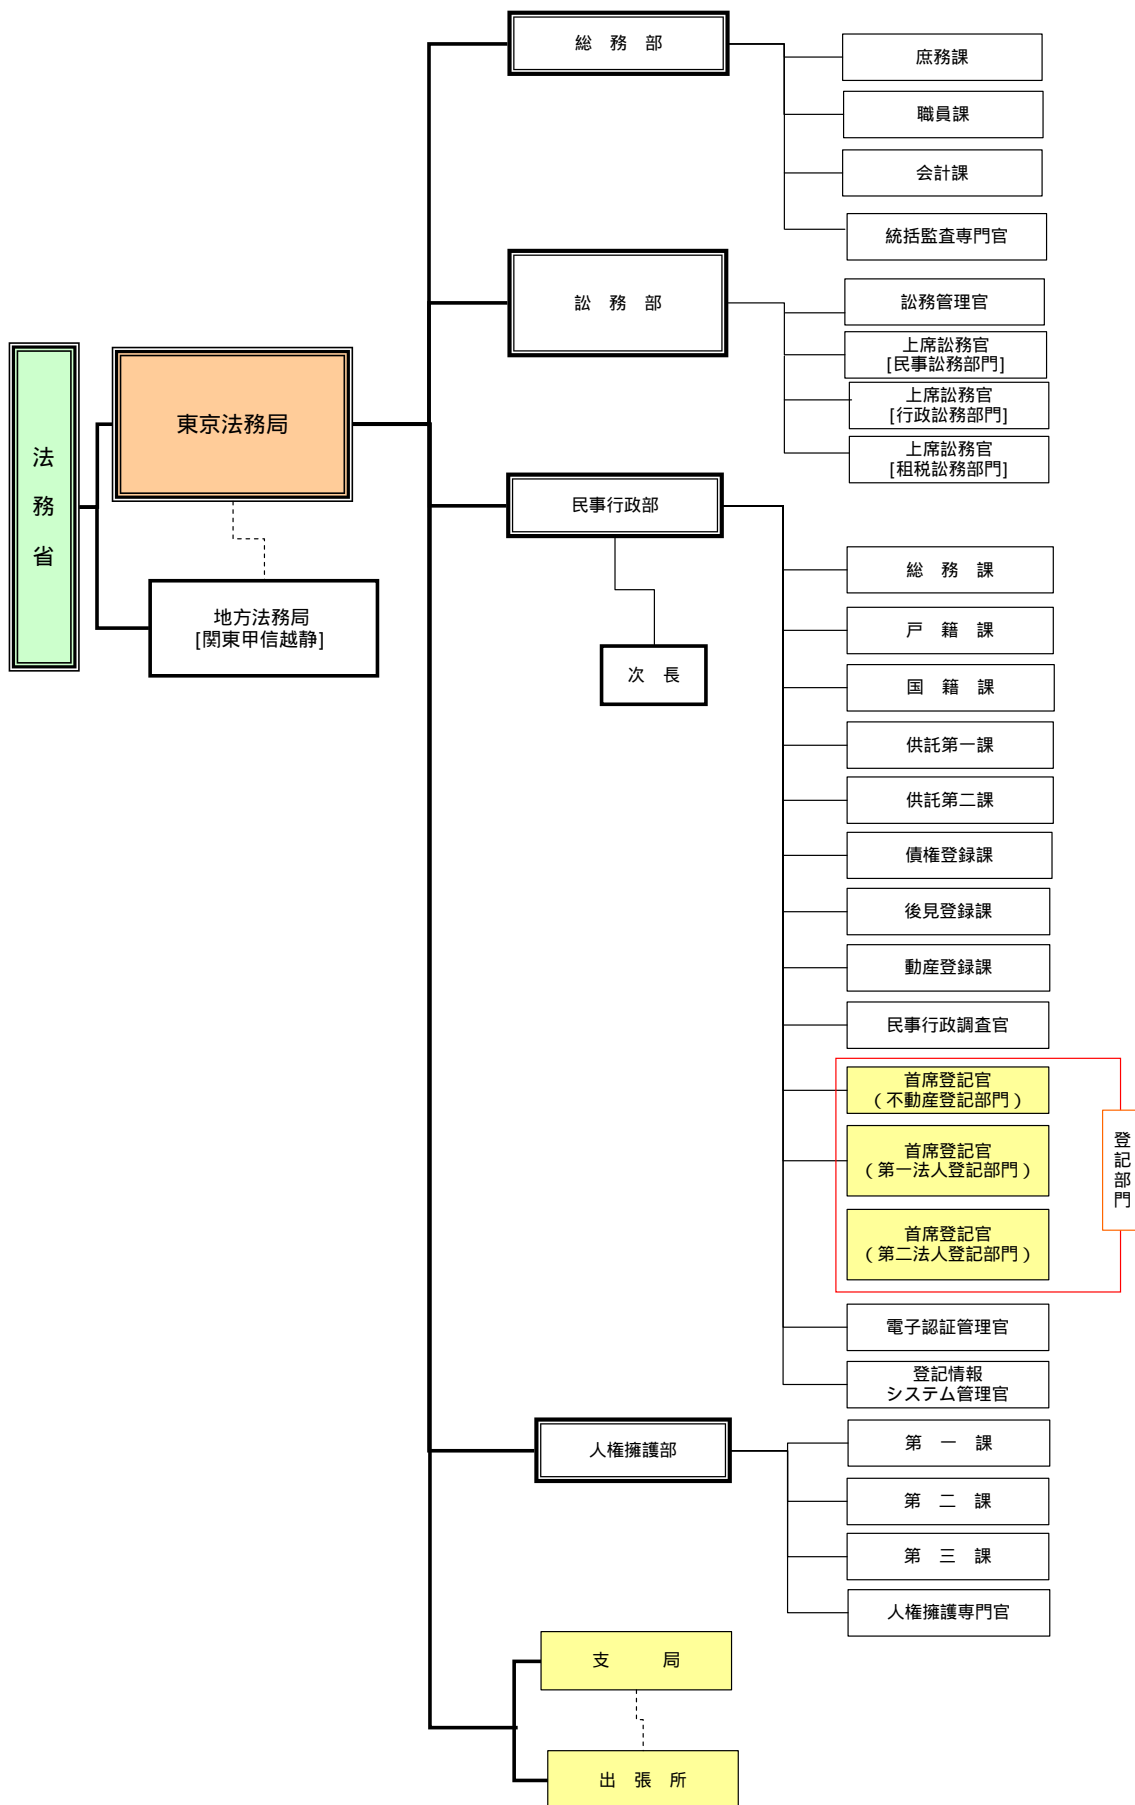 法務省
東京法務局
地方法務局
[関東甲信越静]
総　務　部
庶務課
職員課
会計課
統括監査専門官
訟　務　部
訟務管理官
上席訟務官
[民事訟務部門]
上席訟務官
[行政訟務部門]
上席訟務官
[租税訟務部門]
民事行政部
次　長
総　務　課
戸　籍　課
国　籍　課
供託第一課
供託第二課
債権登録課
後見登録課
動産登録課
民事行政調査官
首席登記官
（不動産登記部門）
首席登記官
（第一法人登記部門）
首席登記官
（第二法人登記部門）
登記部門
電子認証管理官
登記情報
システム管理官
人権擁護部
第　一　課
第　二　課
第　三　課
人権擁護専門官
支　　　局
出　張　所